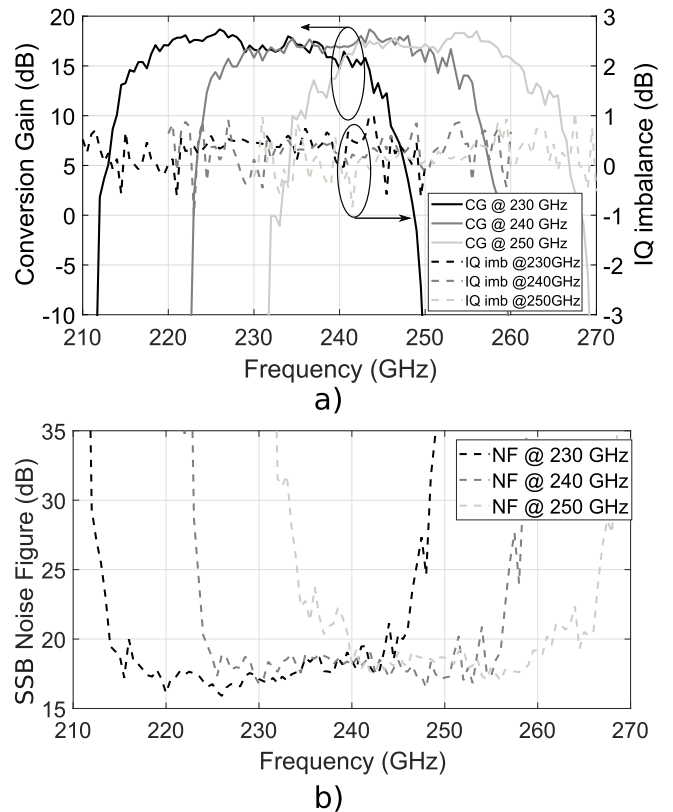 20
15
10
5
0
-5
-10
Conversion Gain (dB)
3
2
1
0
-1
-2
-3
IQ imbalance (dB)
CG @ 230 GHz
CG @ 240 GHz
CG @ 250 GHz
IQ imb @230GHz
IQ imb @240GHz
IQ imb @250GHz
210 220 230 240 250 260 270
Frequency (GHz)
a)
35
30
25
20
15
SSB Noise Figure (dB)
NF @ 230 GHz
NF @ 240 GHz
NF @ 250 GHz
210 220 230 240 250 260 270
Frequency (GHz)
b)